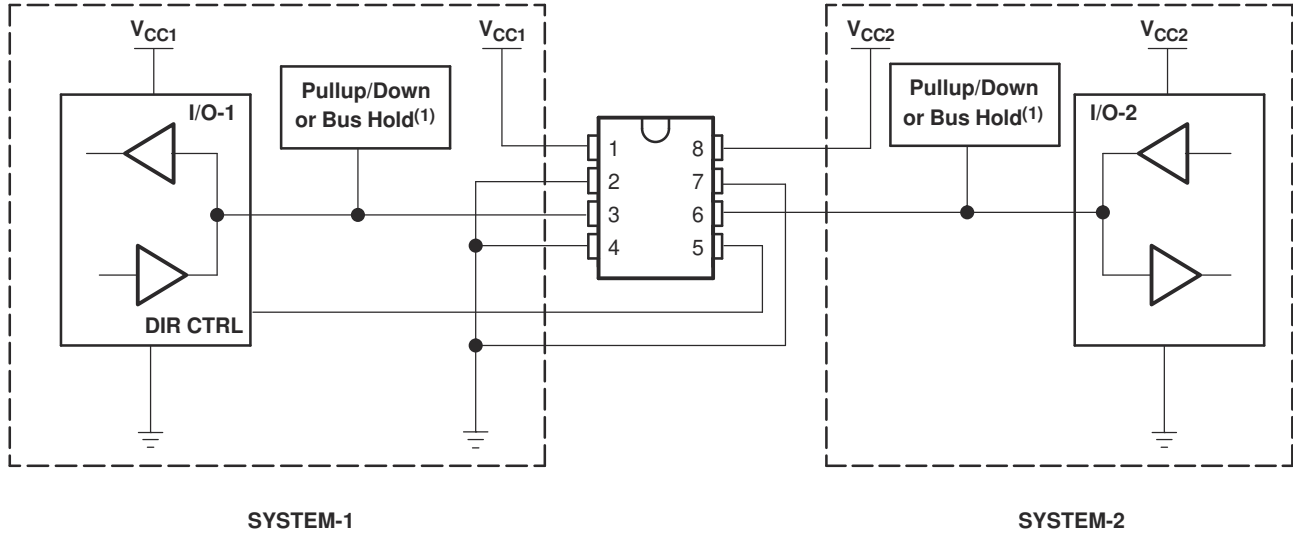 VCC1
I/O-1
DIR CTRL
Pullup/Down
or Bus Hold(1)
VCC1
1
2
3
4
8
7
6
5
VCC2
Pullup/Down
or Bus Hold(1)
VCC2
I/O-2
SYSTEM-1
SYSTEM-2